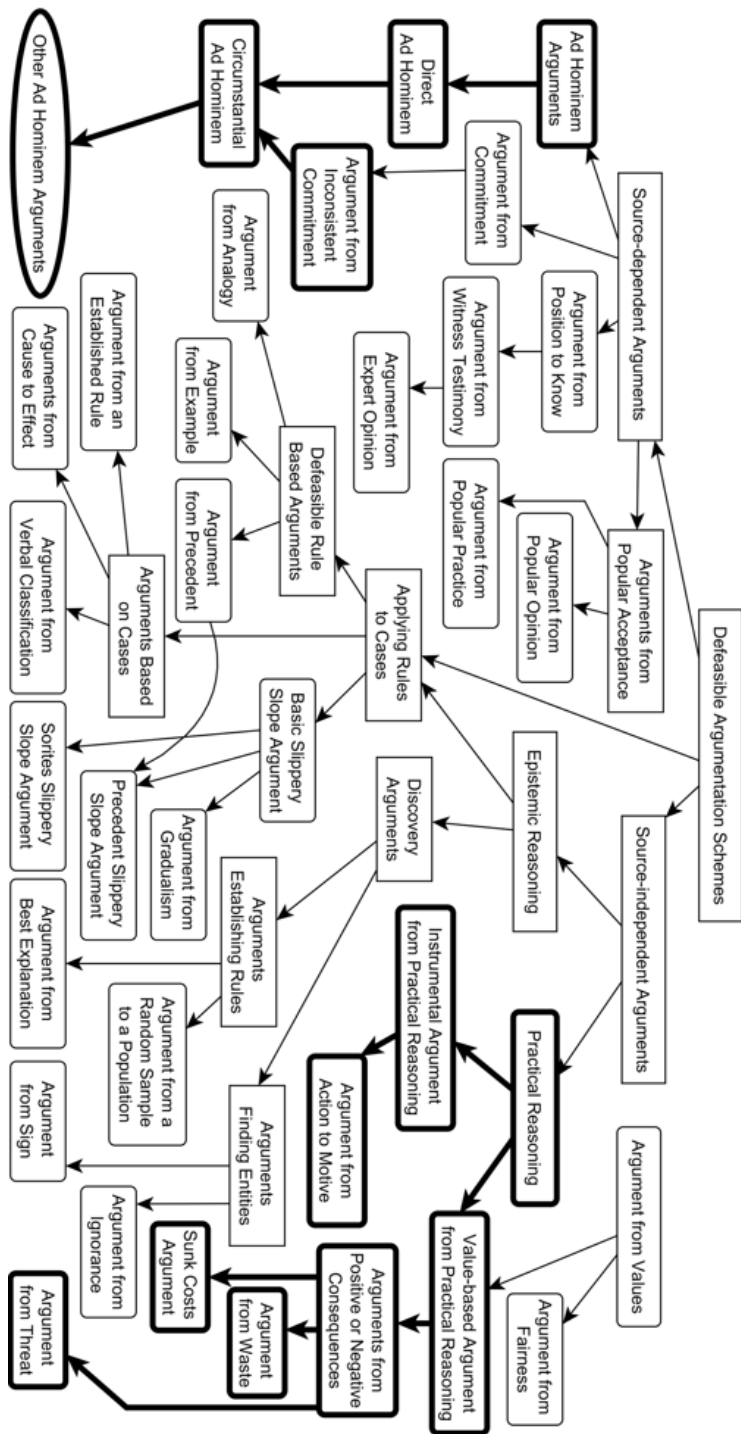 Defeasible Argumentation Schemes
Source-dependent Arguments
Source-independent Arguments
Argument from Values
Ad Hominem
Arguments
Argument from
Position to Know
Arguments from
Popular Acceptance
Epistemic Reasoning
Practical Reasoning
Argument from
Fairness
Direct
Ad Hominem
Argument from
Commitment
Argument from
Witness Testimony
Argument from
Popular Practice
Argument from
Popular Opinion
Value-based Argument
from Practical Reasoning
Argument from
Expert Opinion
Applying Rules
to Cases
Discovery
Arguments
Instrumental Argument
from Practical Reasoning
Circumstantial
Ad Hominem
Argument from
Inconsistent
Commitment
Defeasible Rule
Based Arguments
Basic Slippery
Slope Argument
Argument from
Action to Motive
Arguments from
Positive or Negative
Consequences
Argument
from Analogy
Argument
from Example
Argument
from Precedent
Argument from
Gradualism
Arguments
Establishing Rules
Arguments
Finding Entities
Sunk Costs
Argument
Argument
from Waste
Other Ad Hominem Arguments
Argument from an
Established Rule
Arguments Based
on Cases
Precedent Slippery
Slope Argument
Argument from a
Random Sample
to a Population
Argument from
Ignorance
Arguments from
Cause to Effect
Argument from
Verbal Classification
Sorites Slippery
Slope Argument
Argument from
Best Explanation
Argument
from Sign
Argument
from Threat